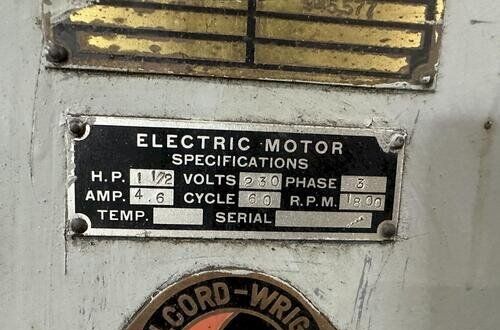 ELECTRIC MOTOR
SPECIFICATIONS
H.P. 1 1/2 VOLTS 230 PHASE 3
AMP. 4.6 CYCLE 60 R.P.M. 1800
TEMP. SERIAL
LCORD-WRIG